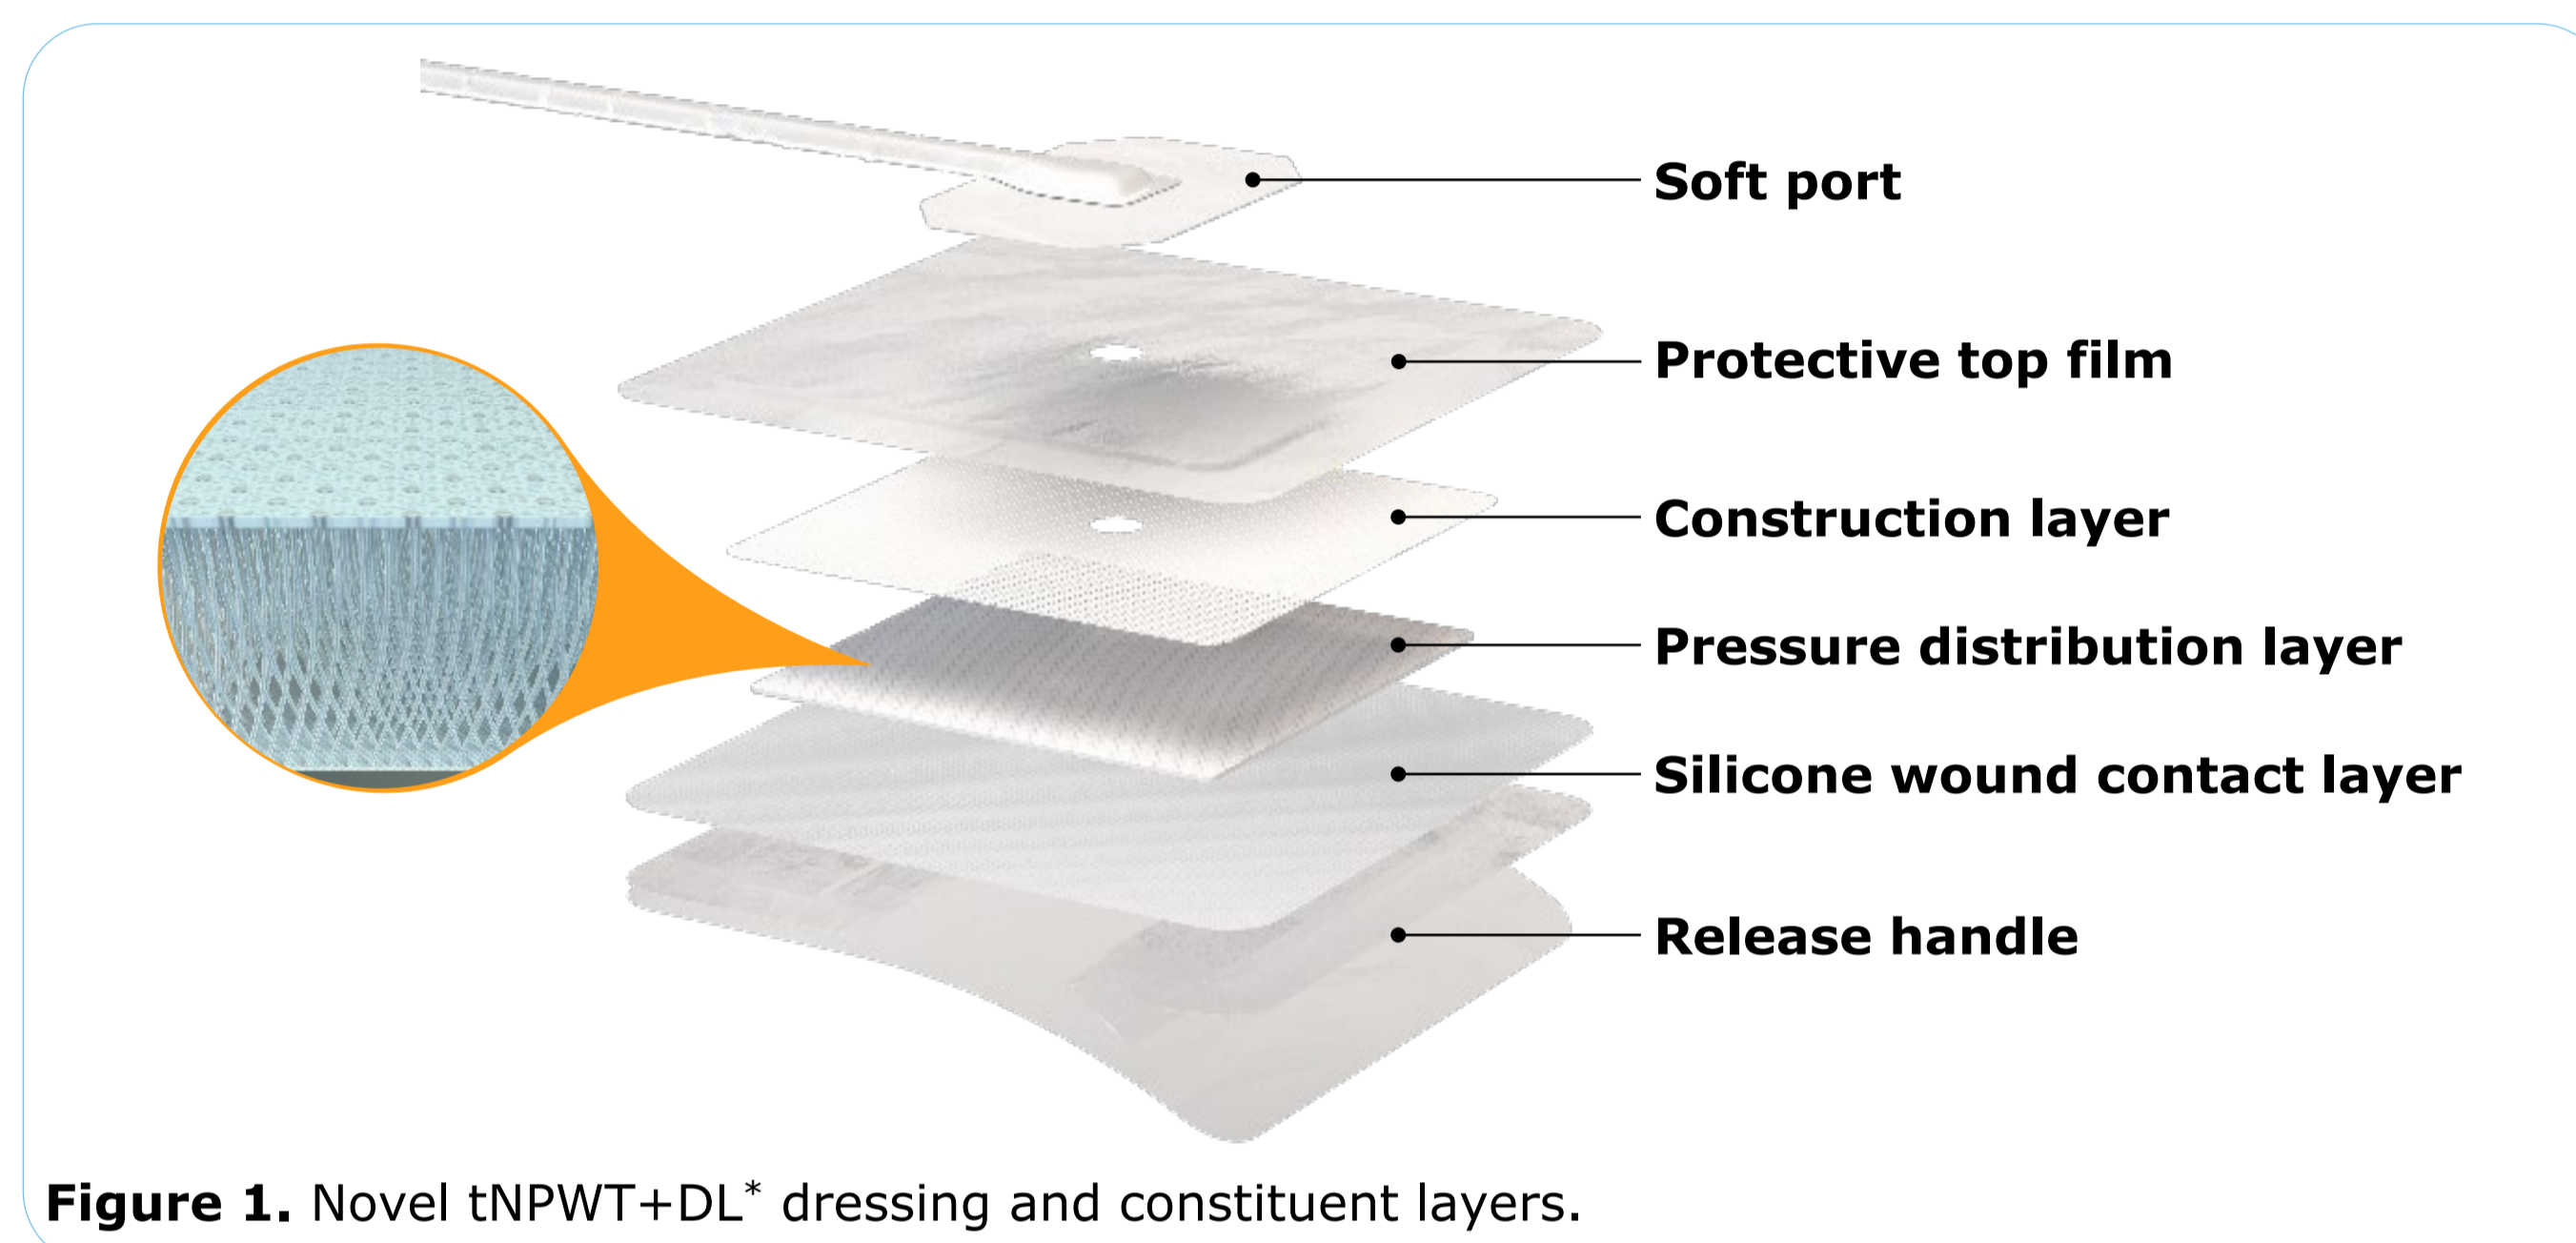 Soft port
Protective top film
Construction layer
Pressure distribution layer
Silicone wound contact layer
Release handle
Figure 1. Novel tNPWT+DL* dressing and constituent layers.